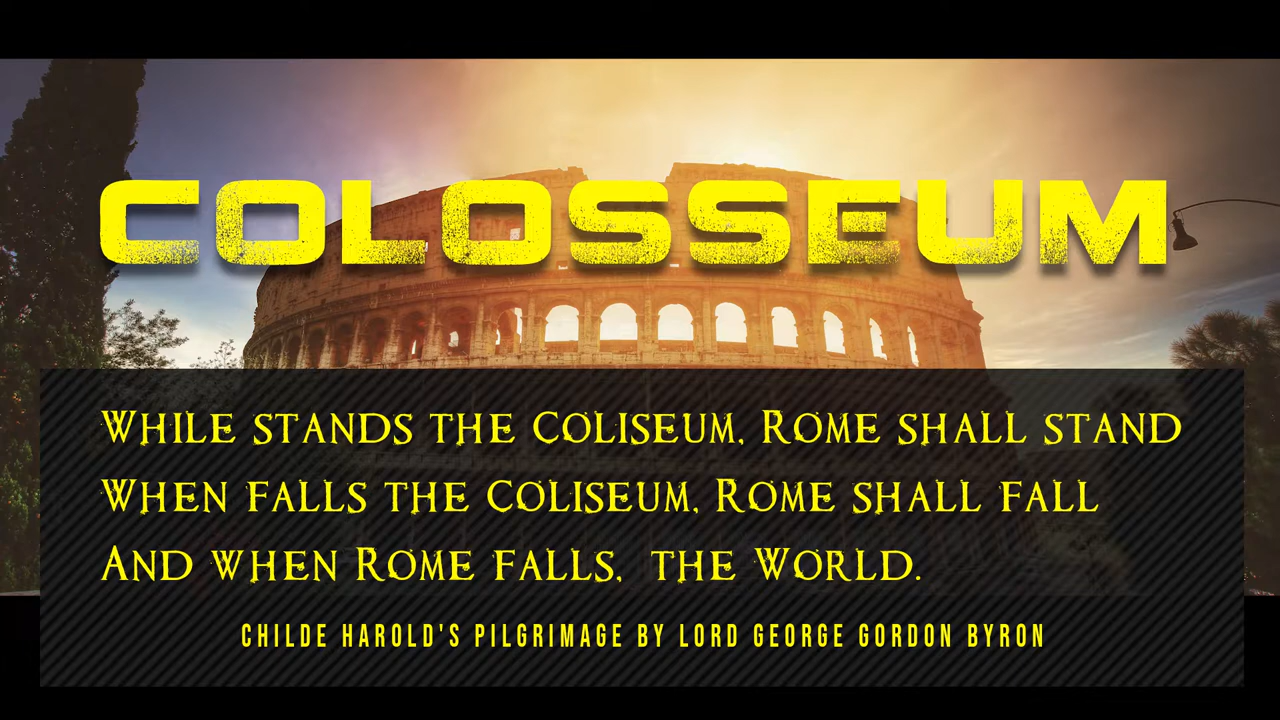 COLOSSEUM
While stands the Coliseum, Rome shall stand
When falls the Coliseum, Rome shall fall
And when Rome falls, the World.
CHILDE HAROLD'S PILGRIMAGE BY LORD GEORGE GORDON BYRON